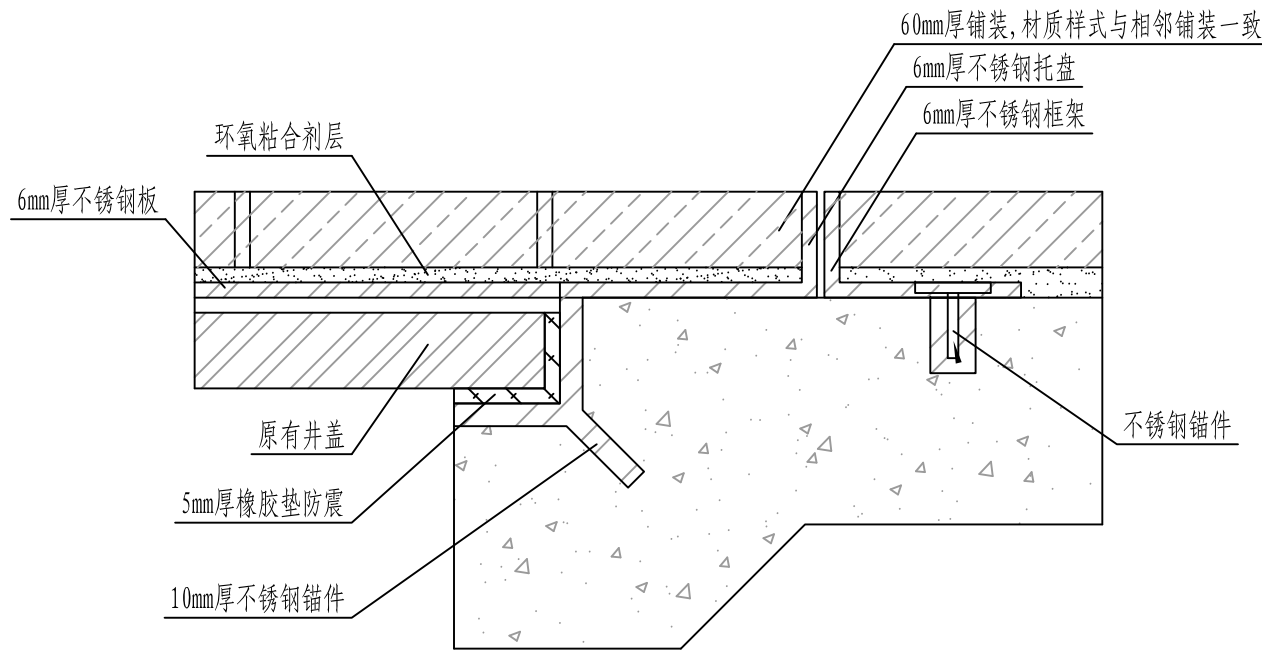 60mm厚铺装,材质样式与相邻铺装一致
6mm厚不锈钢托盘
6mm厚不锈钢框架
环氧粘合剂层
6mm厚不锈钢板
原有井盖
不锈钢锚件
5mm厚橡胶垫防震
10mm厚不锈钢锚件